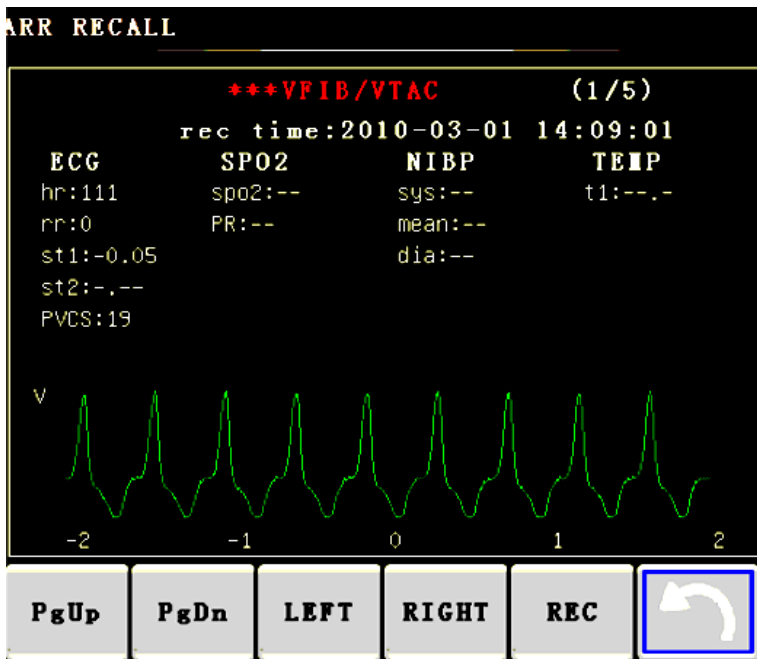 ARR RECALL
***VFIB/VTAC (1/5)
rec time:2010-03-01 14:09:01
ECG SPO2 NIBP TEMP
hr:111 spo2:-- sys:-- t1:--.-
rr:0 PR:-- mean:--
st1:-0.05 dia:--
st2:-.--
PVCS:19
V
-2 -1 0 1 2
PgUp PgDn LEFT RIGHT REC